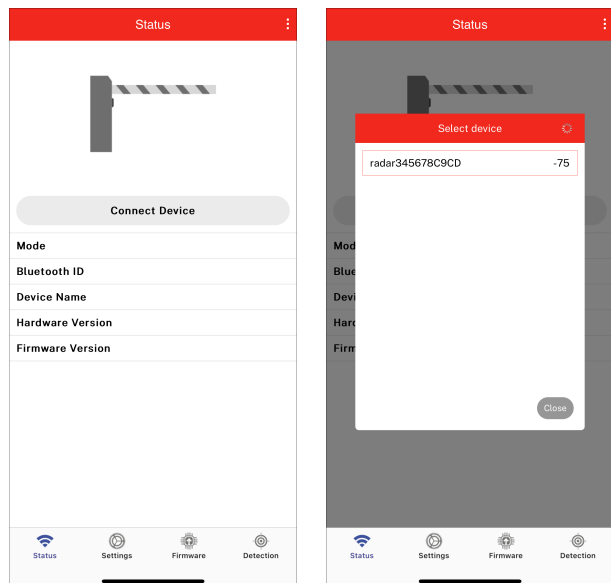 Status
Connect Device
Mode
Bluetooth ID
Device Name
Hardware Version
Firmware Version
Status Settings Firmware Detection
Status
Select device
radar345678C9CD -75
Mod
Blue
Devi
Hard
Firm
Close
Status Settings Firmware Detection